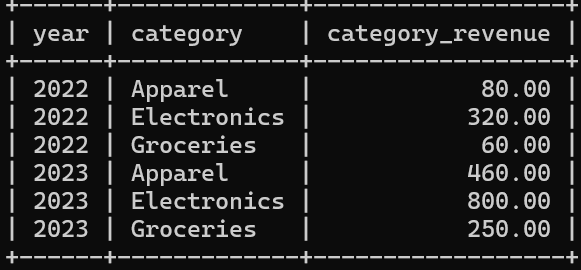 +------+-------------+------------------+
| year | category    | category_revenue |
+------+-------------+------------------+
| 2022 | Apparel     |            80.00 |
| 2022 | Electronics |           320.00 |
| 2022 | Groceries   |            60.00 |
| 2023 | Apparel     |           460.00 |
| 2023 | Electronics |           800.00 |
| 2023 | Groceries   |           250.00 |
+------+-------------+------------------+